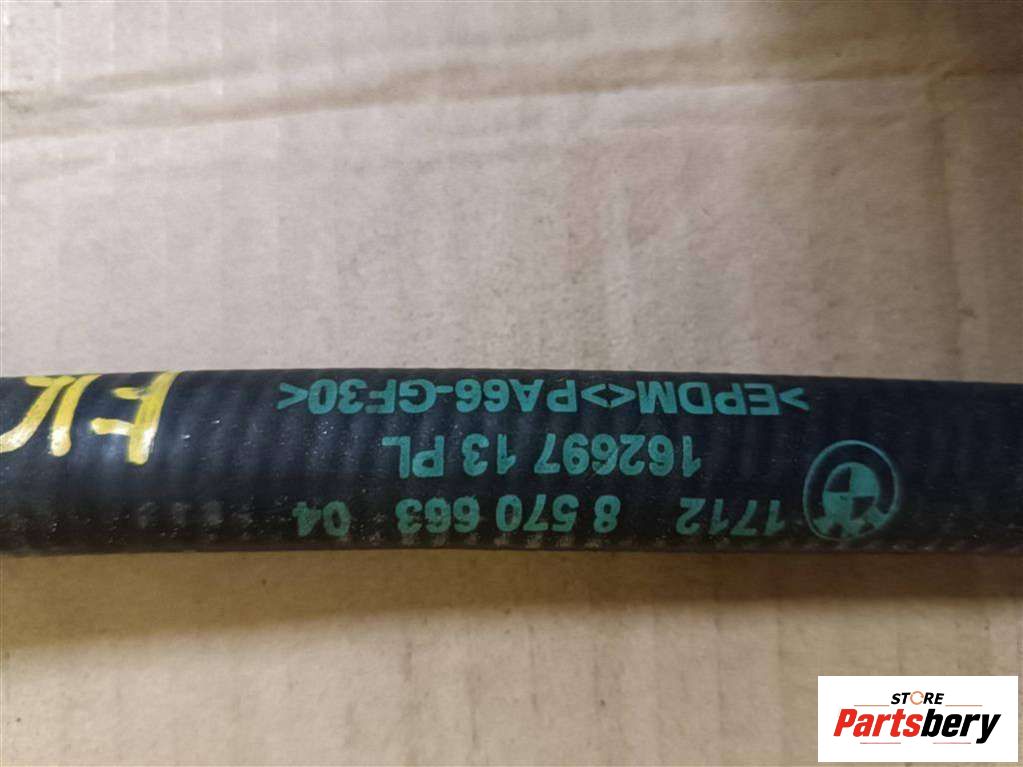 1712 8 570 663 04
162697 13 PL
>EPDM<>PA66-GF30<
STORE
Partsbery